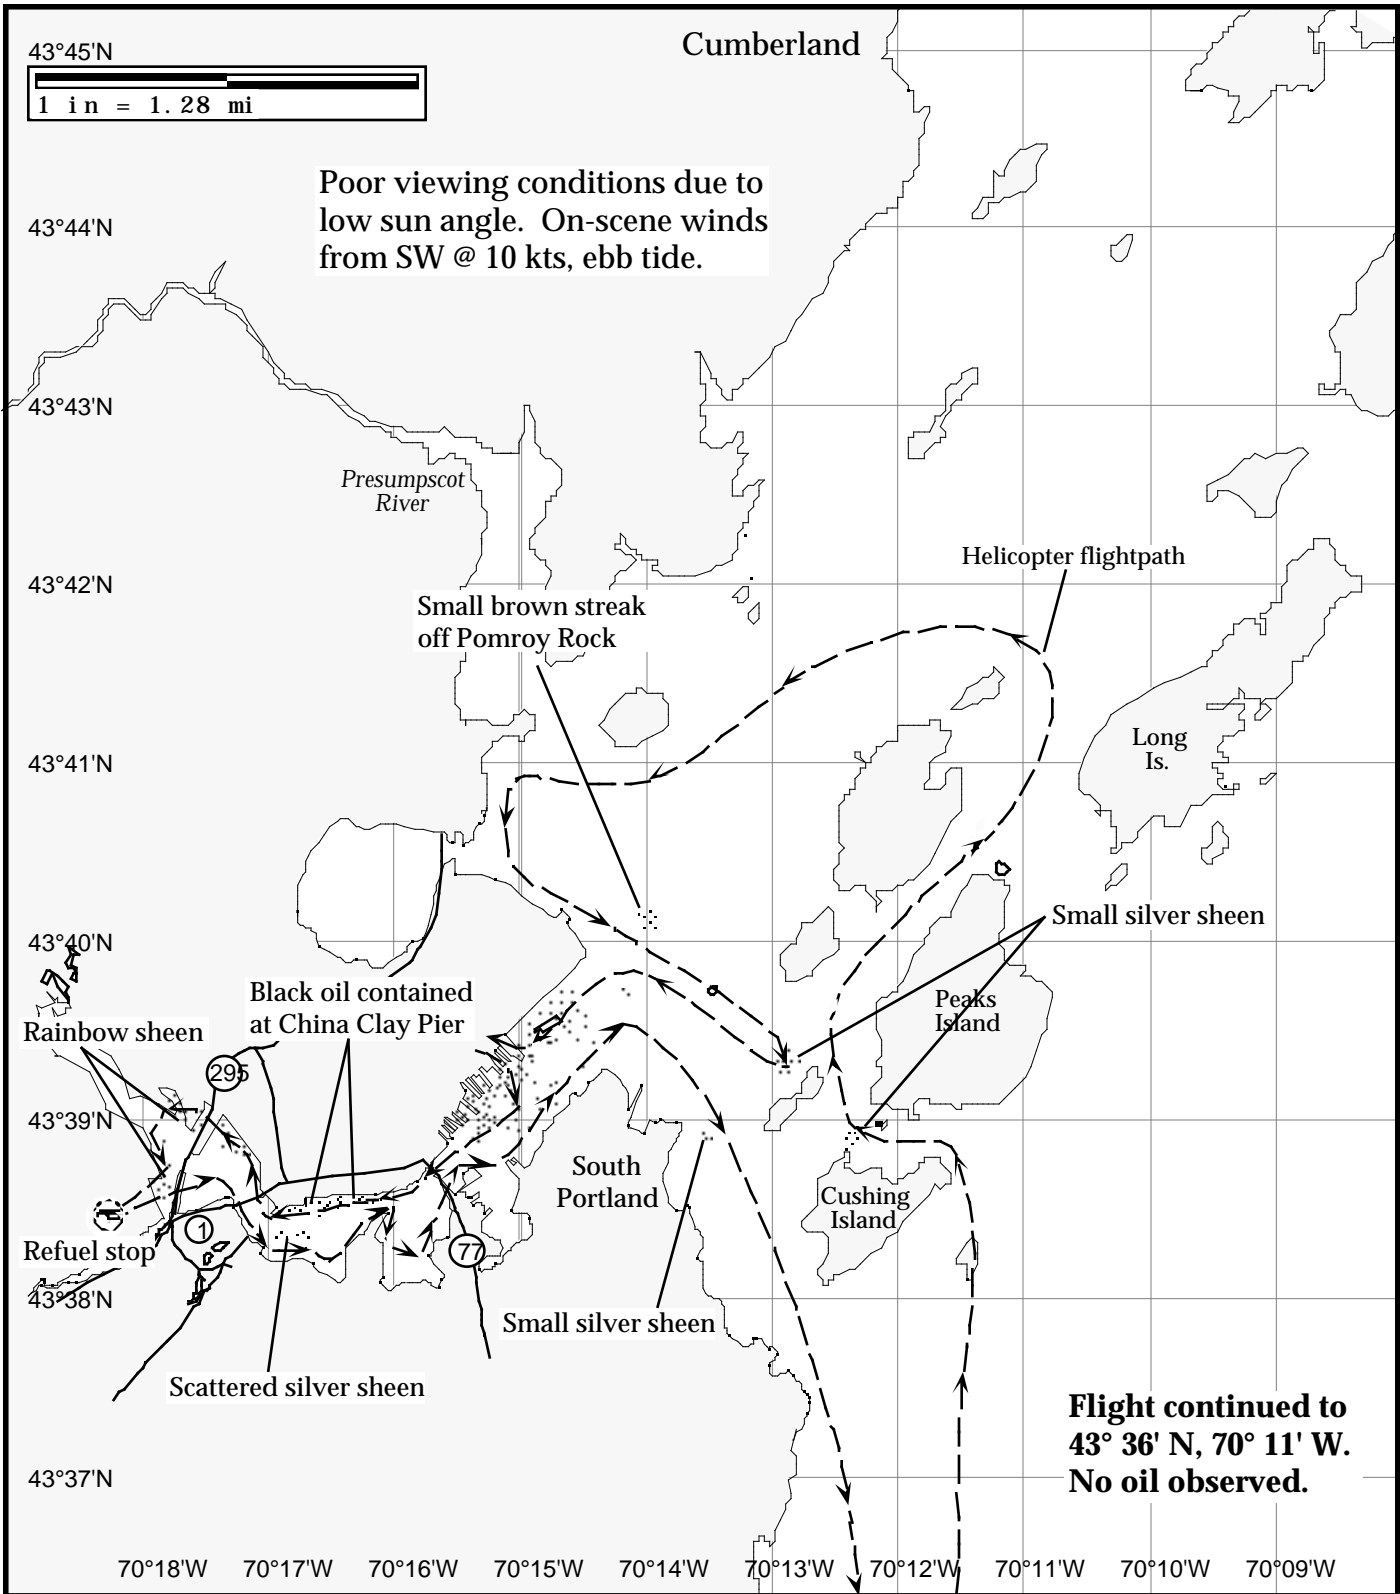 Cumberland
43°45'N
1 in = 1.28 mi
Poor viewing conditions due to
low sun angle. On-scene winds
from SW @ 10 kts, ebb tide.
43°44'N
43°43'N
Presumpscot
River
Helicopter flightpath
43°42'N
Small brown streak
off Pomroy Rock
Long
Is.
43°41'N
Small silver sheen
43°40'N
Black oil contained
at China Clay Pier
Peaks
Island
Rainbow sheen
295
43°39'N
South
Portland
Cushing
Island
1
77
Refuel stop
43°38'N
Small silver sheen
Scattered silver sheen
Flight continued to
43° 36' N, 70° 11' W.
No oil observed.
43°37'N
70°18'W 70°17'W 70°16'W 70°15'W 70°14'W 70°13'W 70°12'W 70°11'W 70°10'W 70°09'W